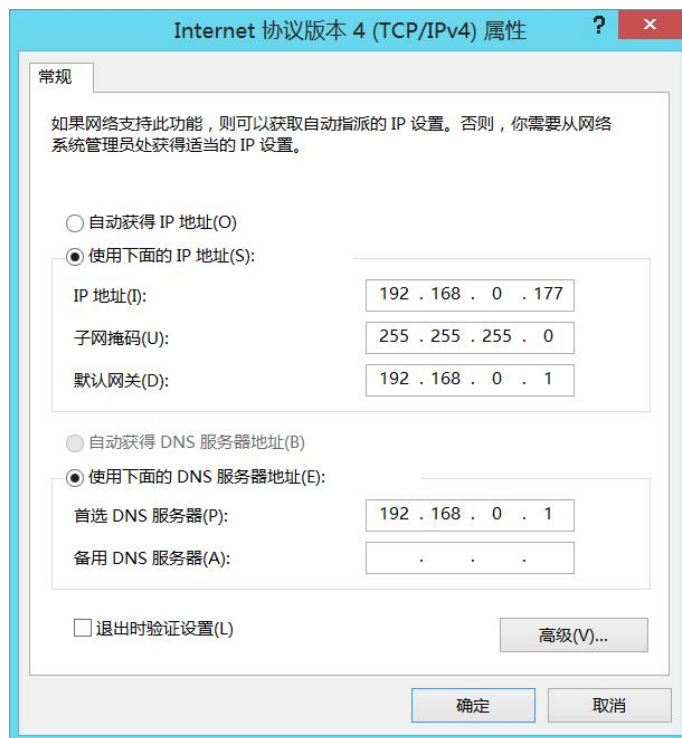 Internet 协议版本 4 (TCP/IPv4) 属性
?
×
常规
如果网络支持此功能，则可以获取自动指派的 IP 设置。否则，你需要从网络
系统管理员处获得适当的 IP 设置。
自动获得 IP 地址(O)
使用下面的 IP 地址(S):
IP 地址(I): 192 . 168 . 0 . 177
子网掩码(U): 255 . 255 . 255 . 0
默认网关(D): 192 . 168 . 0 . 1
自动获得 DNS 服务器地址(B)
使用下面的 DNS 服务器地址(E):
首选 DNS 服务器(P): 192 . 168 . 0 . 1
备用 DNS 服务器(A): . . .
退出时验证设置(L)
高级(V)...
确定 取消